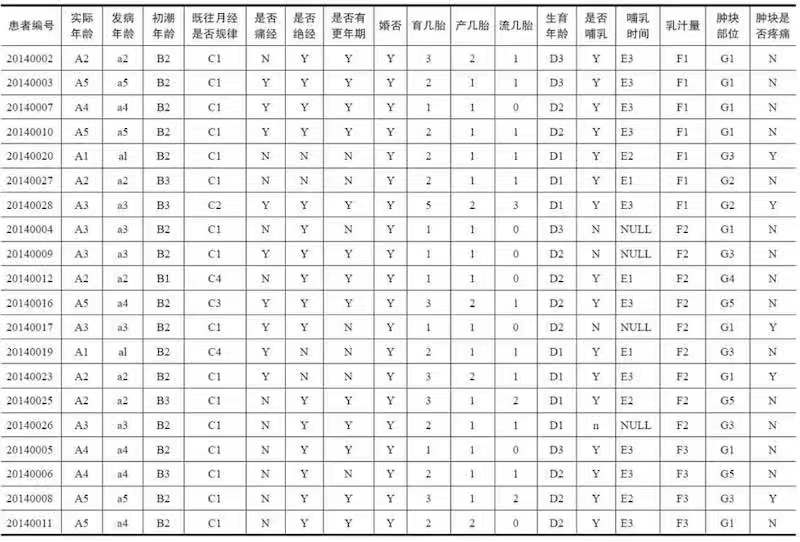 患者编号 实际年龄 发病年龄 初潮年龄 既往月经是否规律 是否痛经 是否绝经 是否有更年期 婚否 育几胎 产几胎 流几胎 生育年龄 是否哺乳 哺乳时间 乳汁量 肿块部位 肿块是否疼痛
20140002 A2 a2 B2 C1 N Y Y Y 3 2 1 D3 Y E3 F1 G1 N
20140003 A5 a5 B2 C1 Y Y Y Y 2 1 1 D3 Y E3 F1 G1 N
20140007 A4 a4 B2 C1 Y Y Y Y 1 1 0 D2 Y E3 F1 G1 N
20140010 A5 a5 B2 C1 Y Y Y Y 2 1 1 D2 Y E3 F1 G1 N
20140020 A1 al B2 C1 N N N Y 2 1 1 D1 Y E2 F1 G3 Y
20140027 A2 a2 B3 C1 N N N Y 2 1 1 D1 Y E1 F1 G2 N
20140028 A3 a3 B3 C2 Y Y Y Y 5 2 3 D1 Y E3 F1 G2 Y
20140004 A3 a3 B2 C1 N Y N Y 1 1 0 D3 N NULL F2 G1 N
20140009 A3 a3 B2 C1 Y Y Y Y 1 1 0 D2 N NULL F2 G3 N
20140012 A2 a2 B1 C4 N Y Y Y 1 1 0 D2 Y E1 F2 G4 N
20140016 A5 a4 B2 C3 Y Y Y Y 3 2 1 D2 Y E3 F2 G5 N
20140017 A3 a3 B2 C1 Y Y N Y 1 1 0 D2 N NULL F2 G1 Y
20140019 A1 al B2 C4 Y N N Y 2 1 1 D1 Y E1 F2 G3 N
20140023 A2 a2 B2 C1 Y N N Y 3 2 1 D1 Y E3 F2 G1 Y
20140025 A2 a2 B3 C1 N Y Y Y 3 1 2 D1 Y E2 F2 G5 N
20140026 A3 a3 B2 C1 N Y Y Y 2 1 1 D1 n NULL F2 G3 N
20140005 A4 a4 B2 C1 N Y Y Y 1 1 0 D3 Y E3 F3 G1 N
20140006 A4 a4 B3 C1 N Y N Y 2 1 1 D2 Y E3 F3 G5 N
20140008 A5 a5 B2 C1 N Y Y Y 3 1 2 D2 Y E2 F3 G3 Y
20140011 A5 a4 B2 C1 N Y Y Y 2 2 0 D2 Y E3 F3 G1 N